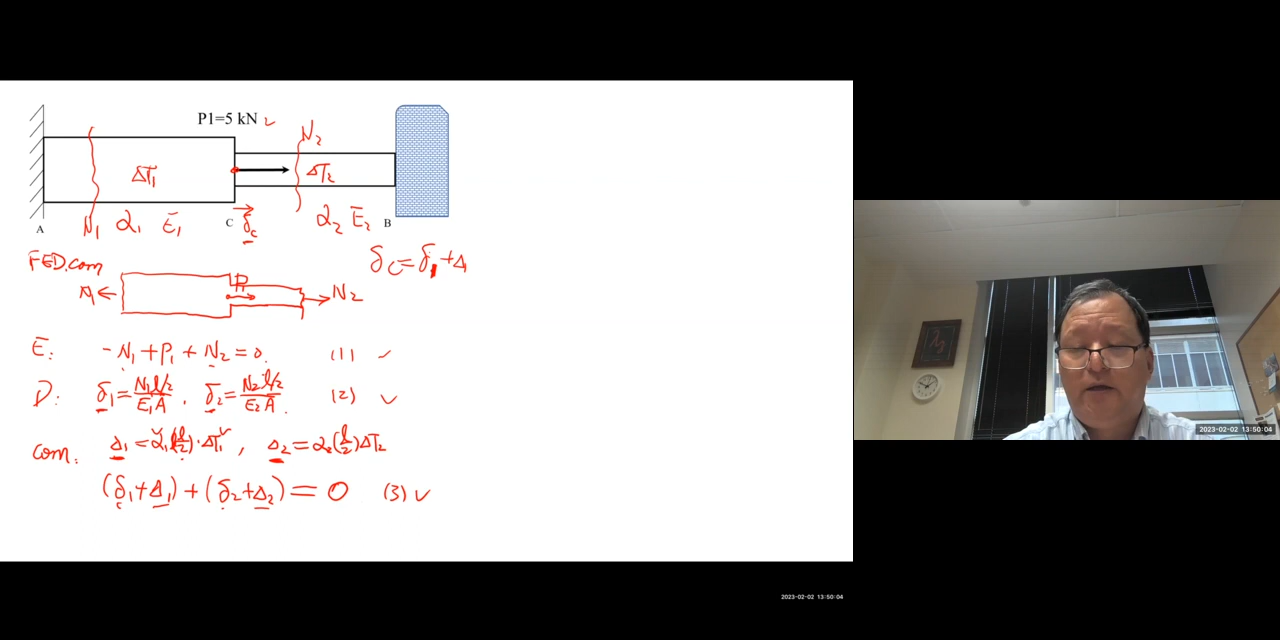 P1=5 kN
N₂
ΔT₁
ΔT₂
A
N₁ α₁ E₁
C
δc
α₂ E₂
B
δc=δ₁+Δ
N₁
P₁
N₂
E: -N₁+P₁+N₂=0. (1) ✓
D: δ₁=N₁l/2/E₁A, δ₂=N₂l/2/E₂A. (2) ✓
com: Δ₁=α₁(l/2)·ΔT₁, Δ₂=α₂(l/2)ΔT₂
(δ₁+Δ₁)+(δ₂+Δ₂)=0 (3) ✓
2023-02-02 13:50:04
2023-02-02 13:50:04